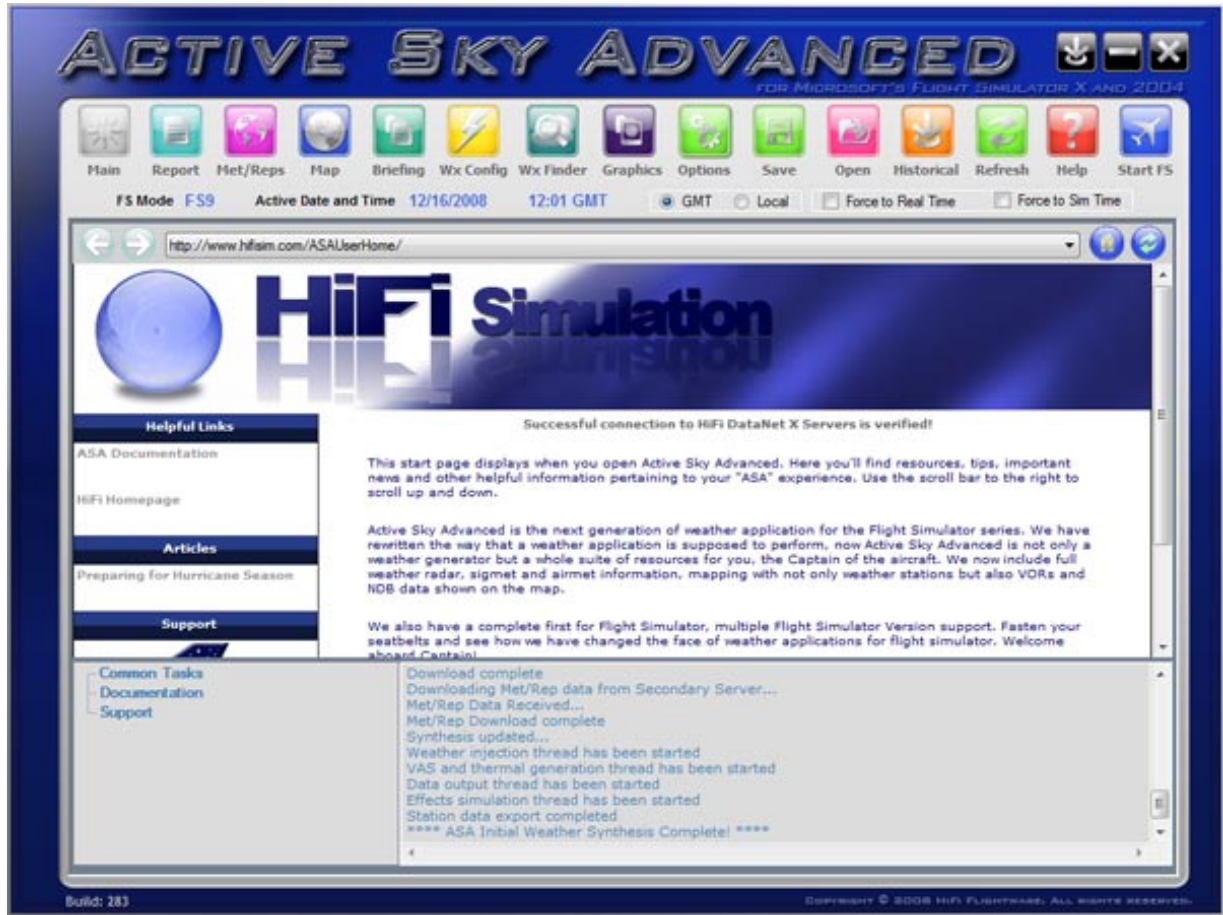 ACTIVE SKY ADVANCED
FOR MICROSOFT'S FLIGHT SIMULATOR X AND 2004
Main Report Met/Reps Map Briefing Wx Config Wx Finder Graphics Options Save Open Historical Refresh Help Start FS
FS Mode FS9 Active Date and Time 12/16/2008 12:01 GMT GMT Local Force to Real Time Force to Sim Time
http://www.hifisim.com/ASAUserHome/
HiFi Simulation
Helpful Links
ASA Documentation
HiFi Homepage
Articles
Preparing for Hurricane Season
Support
Successful connection to HiFi DataNet X Servers is verified!
This start page displays when you open Active Sky Advanced. Here you'll find resources, tips, important
news and other helpful information pertaining to your "ASA" experience. Use the scroll bar to the right to
scroll up and down.
Active Sky Advanced is the next generation of weather application for the Flight Simulator series. We have
rewritten the way that a weather application is supposed to perform, now Active Sky Advanced is not only a
weather generator but a whole suite of resources for you, the Captain of the aircraft. We now include full
weather radar, sigmet and airmet information, mapping with not only weather stations but also VORs and
NDB data shown on the map.
We also have a complete first for Flight Simulator, multiple Flight Simulator Version support. Fasten your
seatbelts and see how we have changed the face of weather applications for flight simulator. Welcome
aboard Captain!
Common Tasks
Documentation
Support
Download complete
Downloading Met/Rep data from Secondary Server...
Met/Rep Data Received...
Met/Rep Download complete
Synthesis updated...
Weather injection thread has been started
VAS and thermal generation thread has been started
Data output thread has been started
Effects simulation thread has been started
Station data export completed
**** ASA Initial Weather Synthesis Complete! ****
Build: 283
COPYRIGHT © 2008 HIFI FLIGHTWARE. ALL RIGHTS RESERVED.